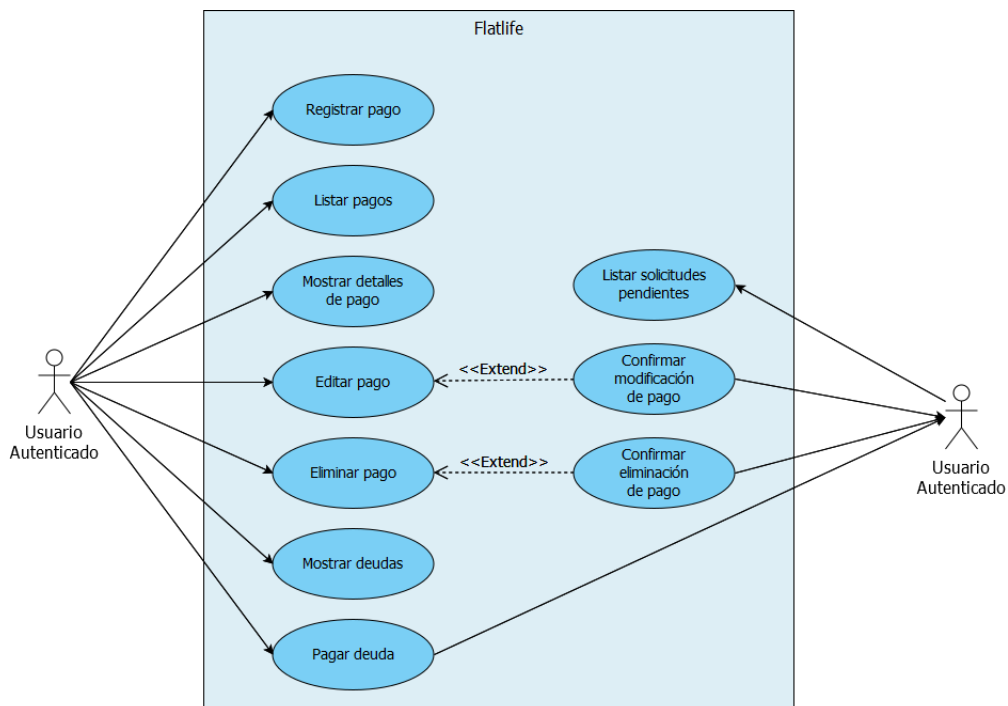 Flatlife
Registrar pago
Listar pagos
Mostrar detalles
de pago
Listar solicitudes
pendientes
Editar pago
<<Extend>>
Confirmar
modificación
de pago
Usuario
Autenticado
Eliminar pago
<<Extend>>
Confirmar
eliminación
de pago
Usuario
Autenticado
Mostrar deudas
Pagar deuda